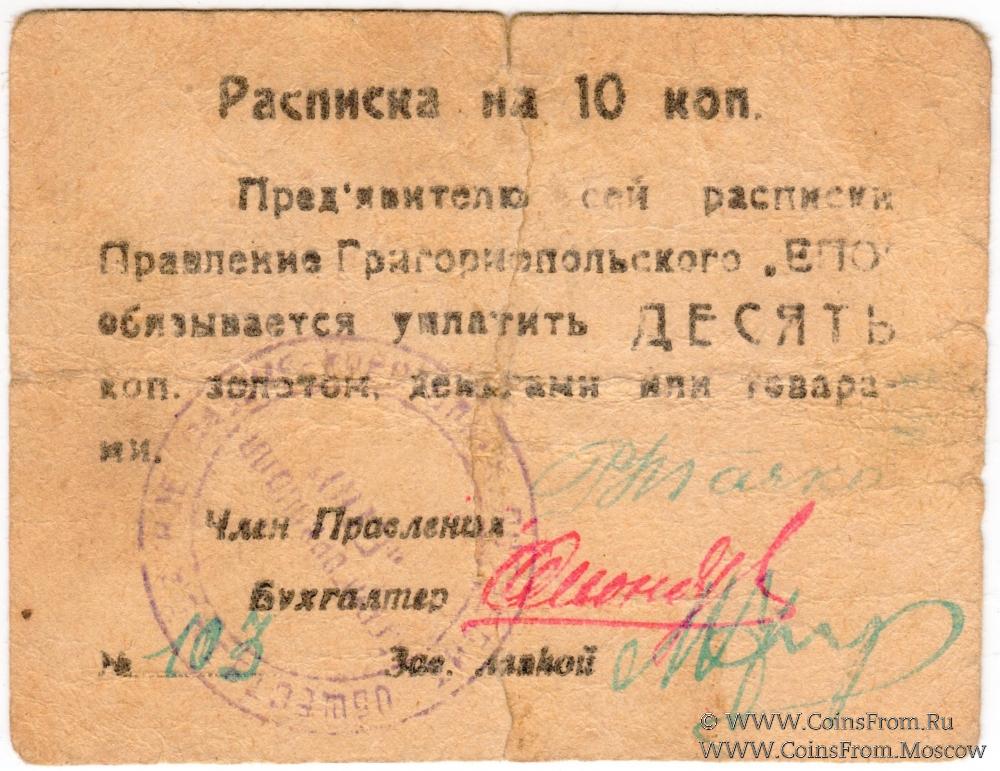 Расписка на 10 коп.
Пред'явителю сей расписки
Правление Григориопольского „ЕПО"
обязывается уплатить ДЕСЯТЬ
коп. золотом, деньгами или товара-
ми.
Член Правления
Бухгалтер
№ 103 Зав. лавкой
© WWW.COINSFROM.RU
WWW.COINSFROM.MOSCOW